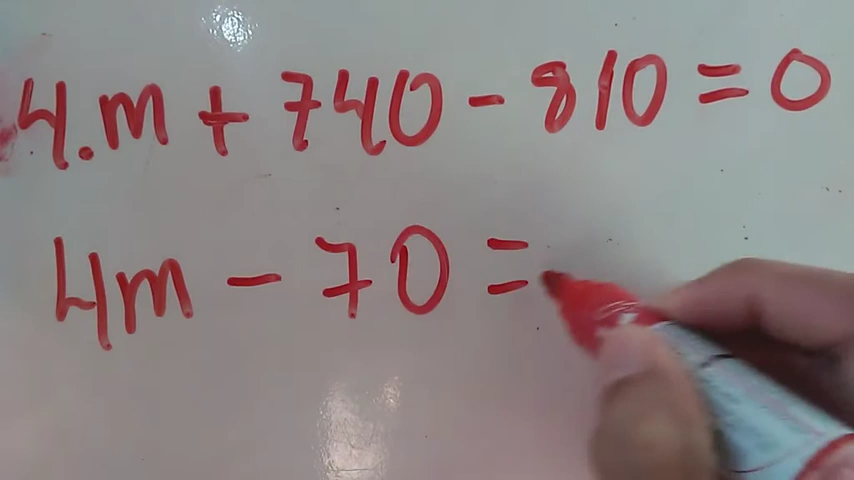 4.m + 740 - 810 = 0
4m - 70 =